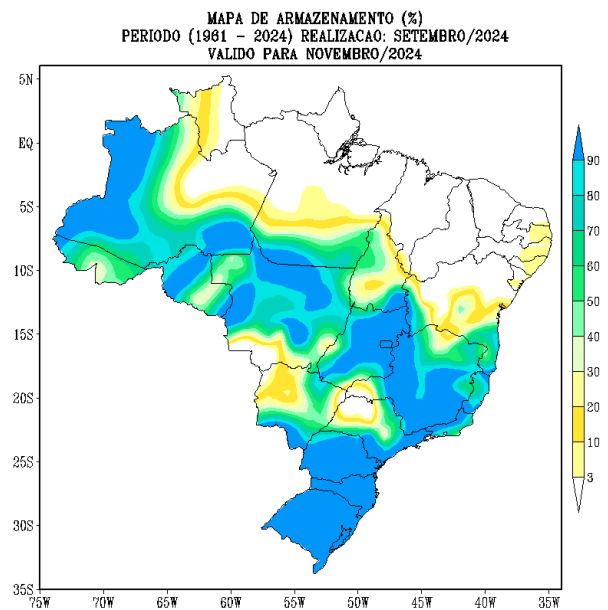 MAPA DE ARMAZENAMENTO (%)
PERIODO (1961 - 2024) REALIZACAO: SETEMBRO/2024
VALIDO PARA NOVEMBRO/2024
5N
EQ
5S
10S
15S
20S
25S
30S
35S
75W 70W 65W 60W 55W 50W 45W 40W 35W
90
80
70
60
50
40
30
20
10
3